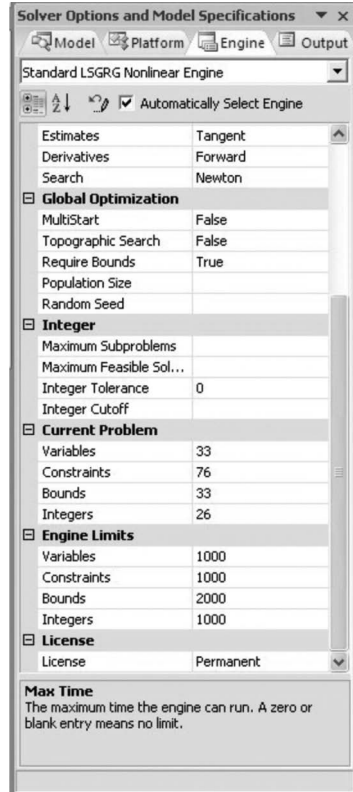 Solver Options and Model Specifications
Model Platform Engine Output
Standard LSGRG Nonlinear Engine
Automatically Select Engine
Estimates Tangent
Derivatives Forward
Search Newton
Global Optimization
MultiStart False
Topographic Search False
Require Bounds True
Population Size
Random Seed
Integer
Maximum Subproblems
Maximum Feasible Sol...
Integer Tolerance 0
Integer Cutoff
Current Problem
Variables 33
Constraints 76
Bounds 33
Integers 26
Engine Limits
Variables 1000
Constraints 1000
Bounds 2000
Integers 1000
License
License Permanent
Max Time
The maximum time the engine can run. A zero or
blank entry means no limit.